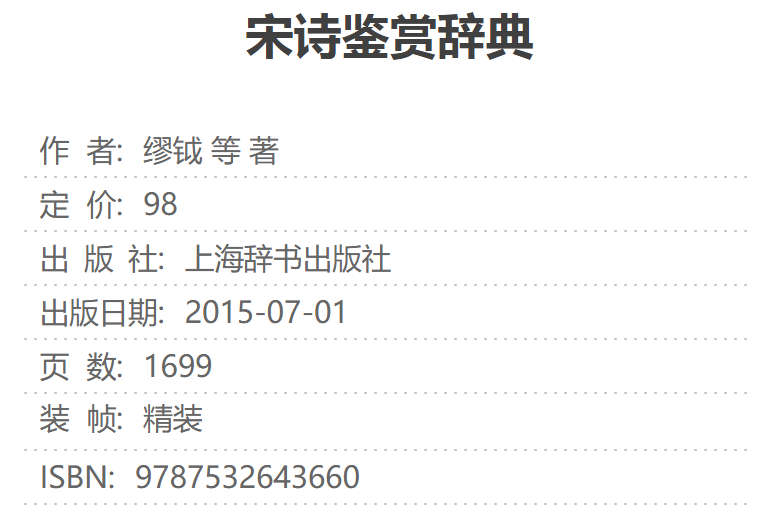 宋诗鉴赏辞典
作 者: 缪钺 等 著
定 价: 98
出 版 社: 上海辞书出版社
出版日期: 2015-07-01
页 数: 1699
装 帧: 精装
ISBN: 9787532643660